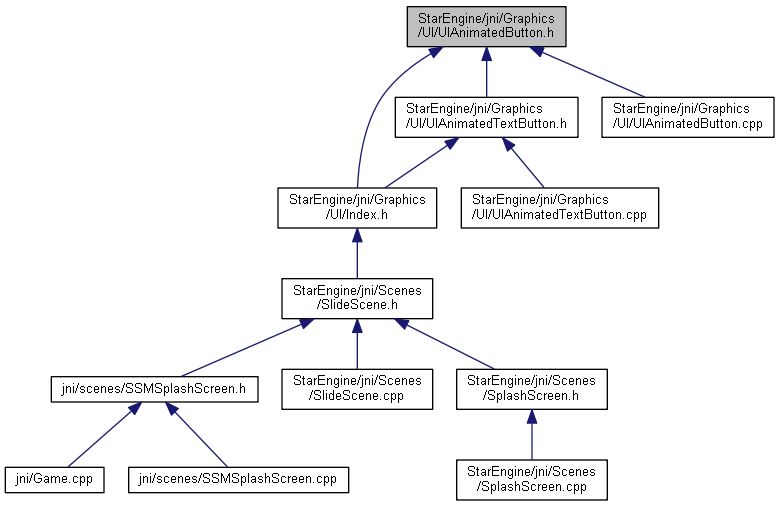 StarEngine/jni/Graphics
/UI/UIAnimatedButton.h
StarEngine/jni/Graphics
/UI/UIAnimatedTextButton.h
StarEngine/jni/Graphics
/UI/UIAnimatedButton.cpp
StarEngine/jni/Graphics
/UI/Index.h
StarEngine/jni/Graphics
/UI/UIAnimatedTextButton.cpp
StarEngine/jni/Scenes
/SlideScene.h
jni/scenes/SSMSplashScreen.h
StarEngine/jni/Scenes
/SlideScene.cpp
StarEngine/jni/Scenes
/SplashScreen.h
jni/Game.cpp
jni/scenes/SSMSplashScreen.cpp
StarEngine/jni/Scenes
/SplashScreen.cpp